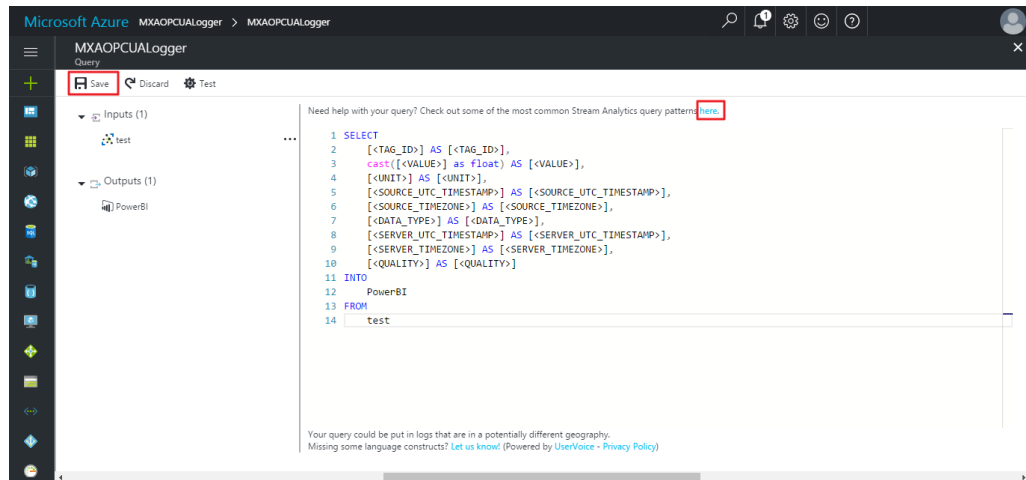 Microsoft Azure MXAOPCUALogger > MXAOPCUALogger
1
MXAOPCUALogger
Query
Save Discard Test
Inputs (1)
test
Outputs (1)
PowerBI
Need help with your query? Check out some of the most common Stream Analytics query patterns here.
1 SELECT
2 [<TAG_ID>] AS [<TAG_ID>],
3 cast([<VALUE>] as float) AS [<VALUE>],
4 [<UNIT>] AS [<UNIT>],
5 [<SOURCE_UTC_TIMESTAMP>] AS [<SOURCE_UTC_TIMESTAMP>],
6 [<SOURCE_TIMEZONE>] AS [<SOURCE_TIMEZONE>],
7 [<DATA_TYPE>] AS [<DATA_TYPE>],
8 [<SERVER_UTC_TIMESTAMP>] AS [<SERVER_UTC_TIMESTAMP>],
9 [<SERVER_TIMEZONE>] AS [<SERVER_TIMEZONE>],
10 [<QUALITY>] AS [<QUALITY>]
11 INTO
12 PowerBI
13 FROM
14 test
Your query could be put in logs that are in a potentially different geography.
Missing some language constructs? Let us know! (Powered by UserVoice - Privacy Policy)